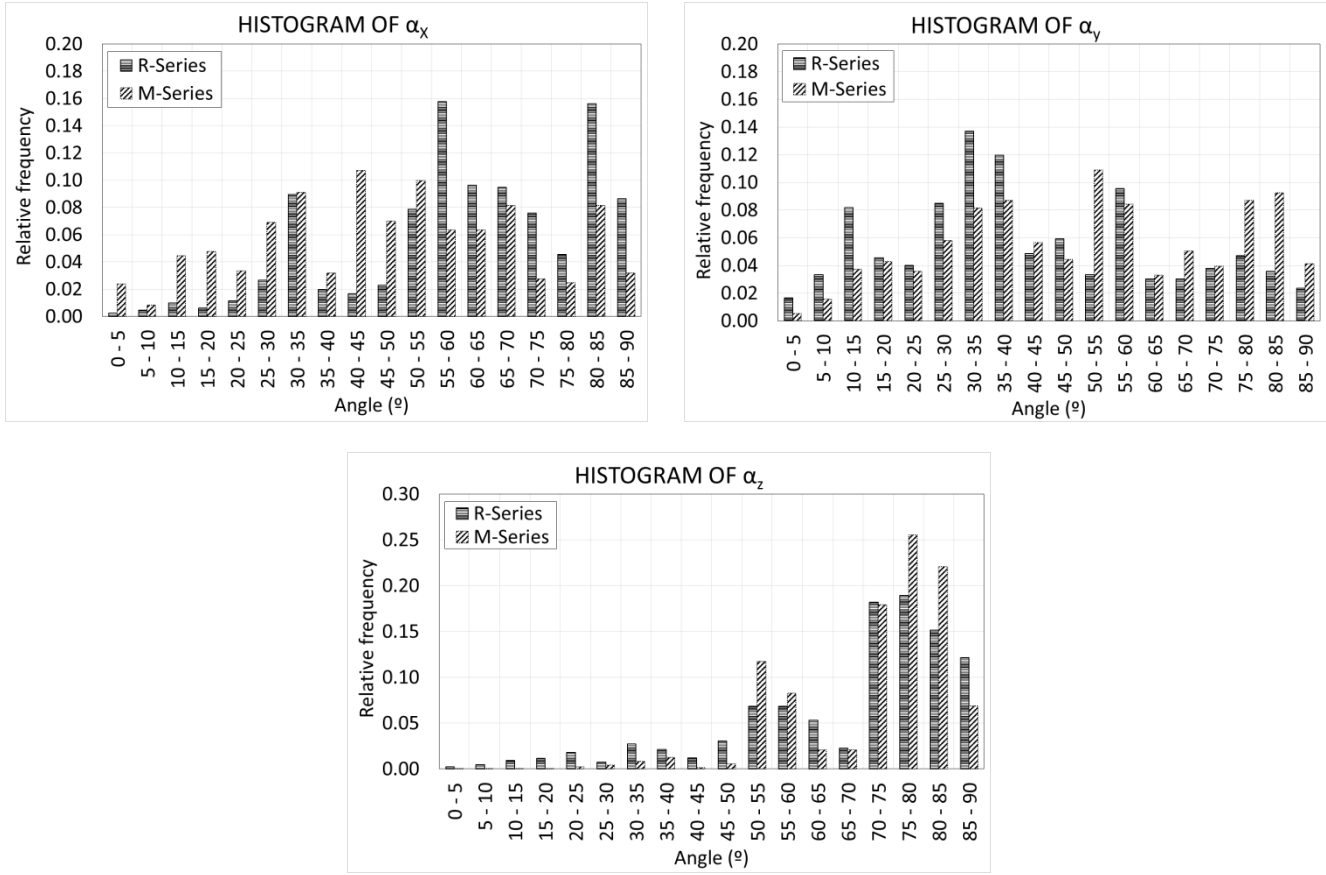 HISTOGRAM OF αX
Relative frequency
0.20
0.18
0.16
0.14
0.12
0.10
0.08
0.06
0.04
0.02
0.00
R-Series
M-Series
0 - 5
5 - 10
10 - 15
15 - 20
20 - 25
25 - 30
30 - 35
35 - 40
40 - 45
45 - 50
50 - 55
55 - 60
60 - 65
65 - 70
70 - 75
75 - 80
80 - 85
85 - 90
Angle (º)
HISTOGRAM OF αy
Relative frequency
0.20
0.18
0.16
0.14
0.12
0.10
0.08
0.06
0.04
0.02
0.00
R-Series
M-Series
0 - 5
5 - 10
10 - 15
15 - 20
20 - 25
25 - 30
30 - 35
35 - 40
40 - 45
45 - 50
50 - 55
55 - 60
60 - 65
65 - 70
70 - 75
75 - 80
80 - 85
85 - 90
Angle (º)
HISTOGRAM OF αz
Relative frequency
0.30
0.25
0.20
0.15
0.10
0.05
0.00
R-Series
M-Series
0 - 5
5 - 10
10 - 15
15 - 20
20 - 25
25 - 30
30 - 35
35 - 40
40 - 45
45 - 50
50 - 55
55 - 60
60 - 65
65 - 70
70 - 75
75 - 80
80 - 85
85 - 90
Angle (º)